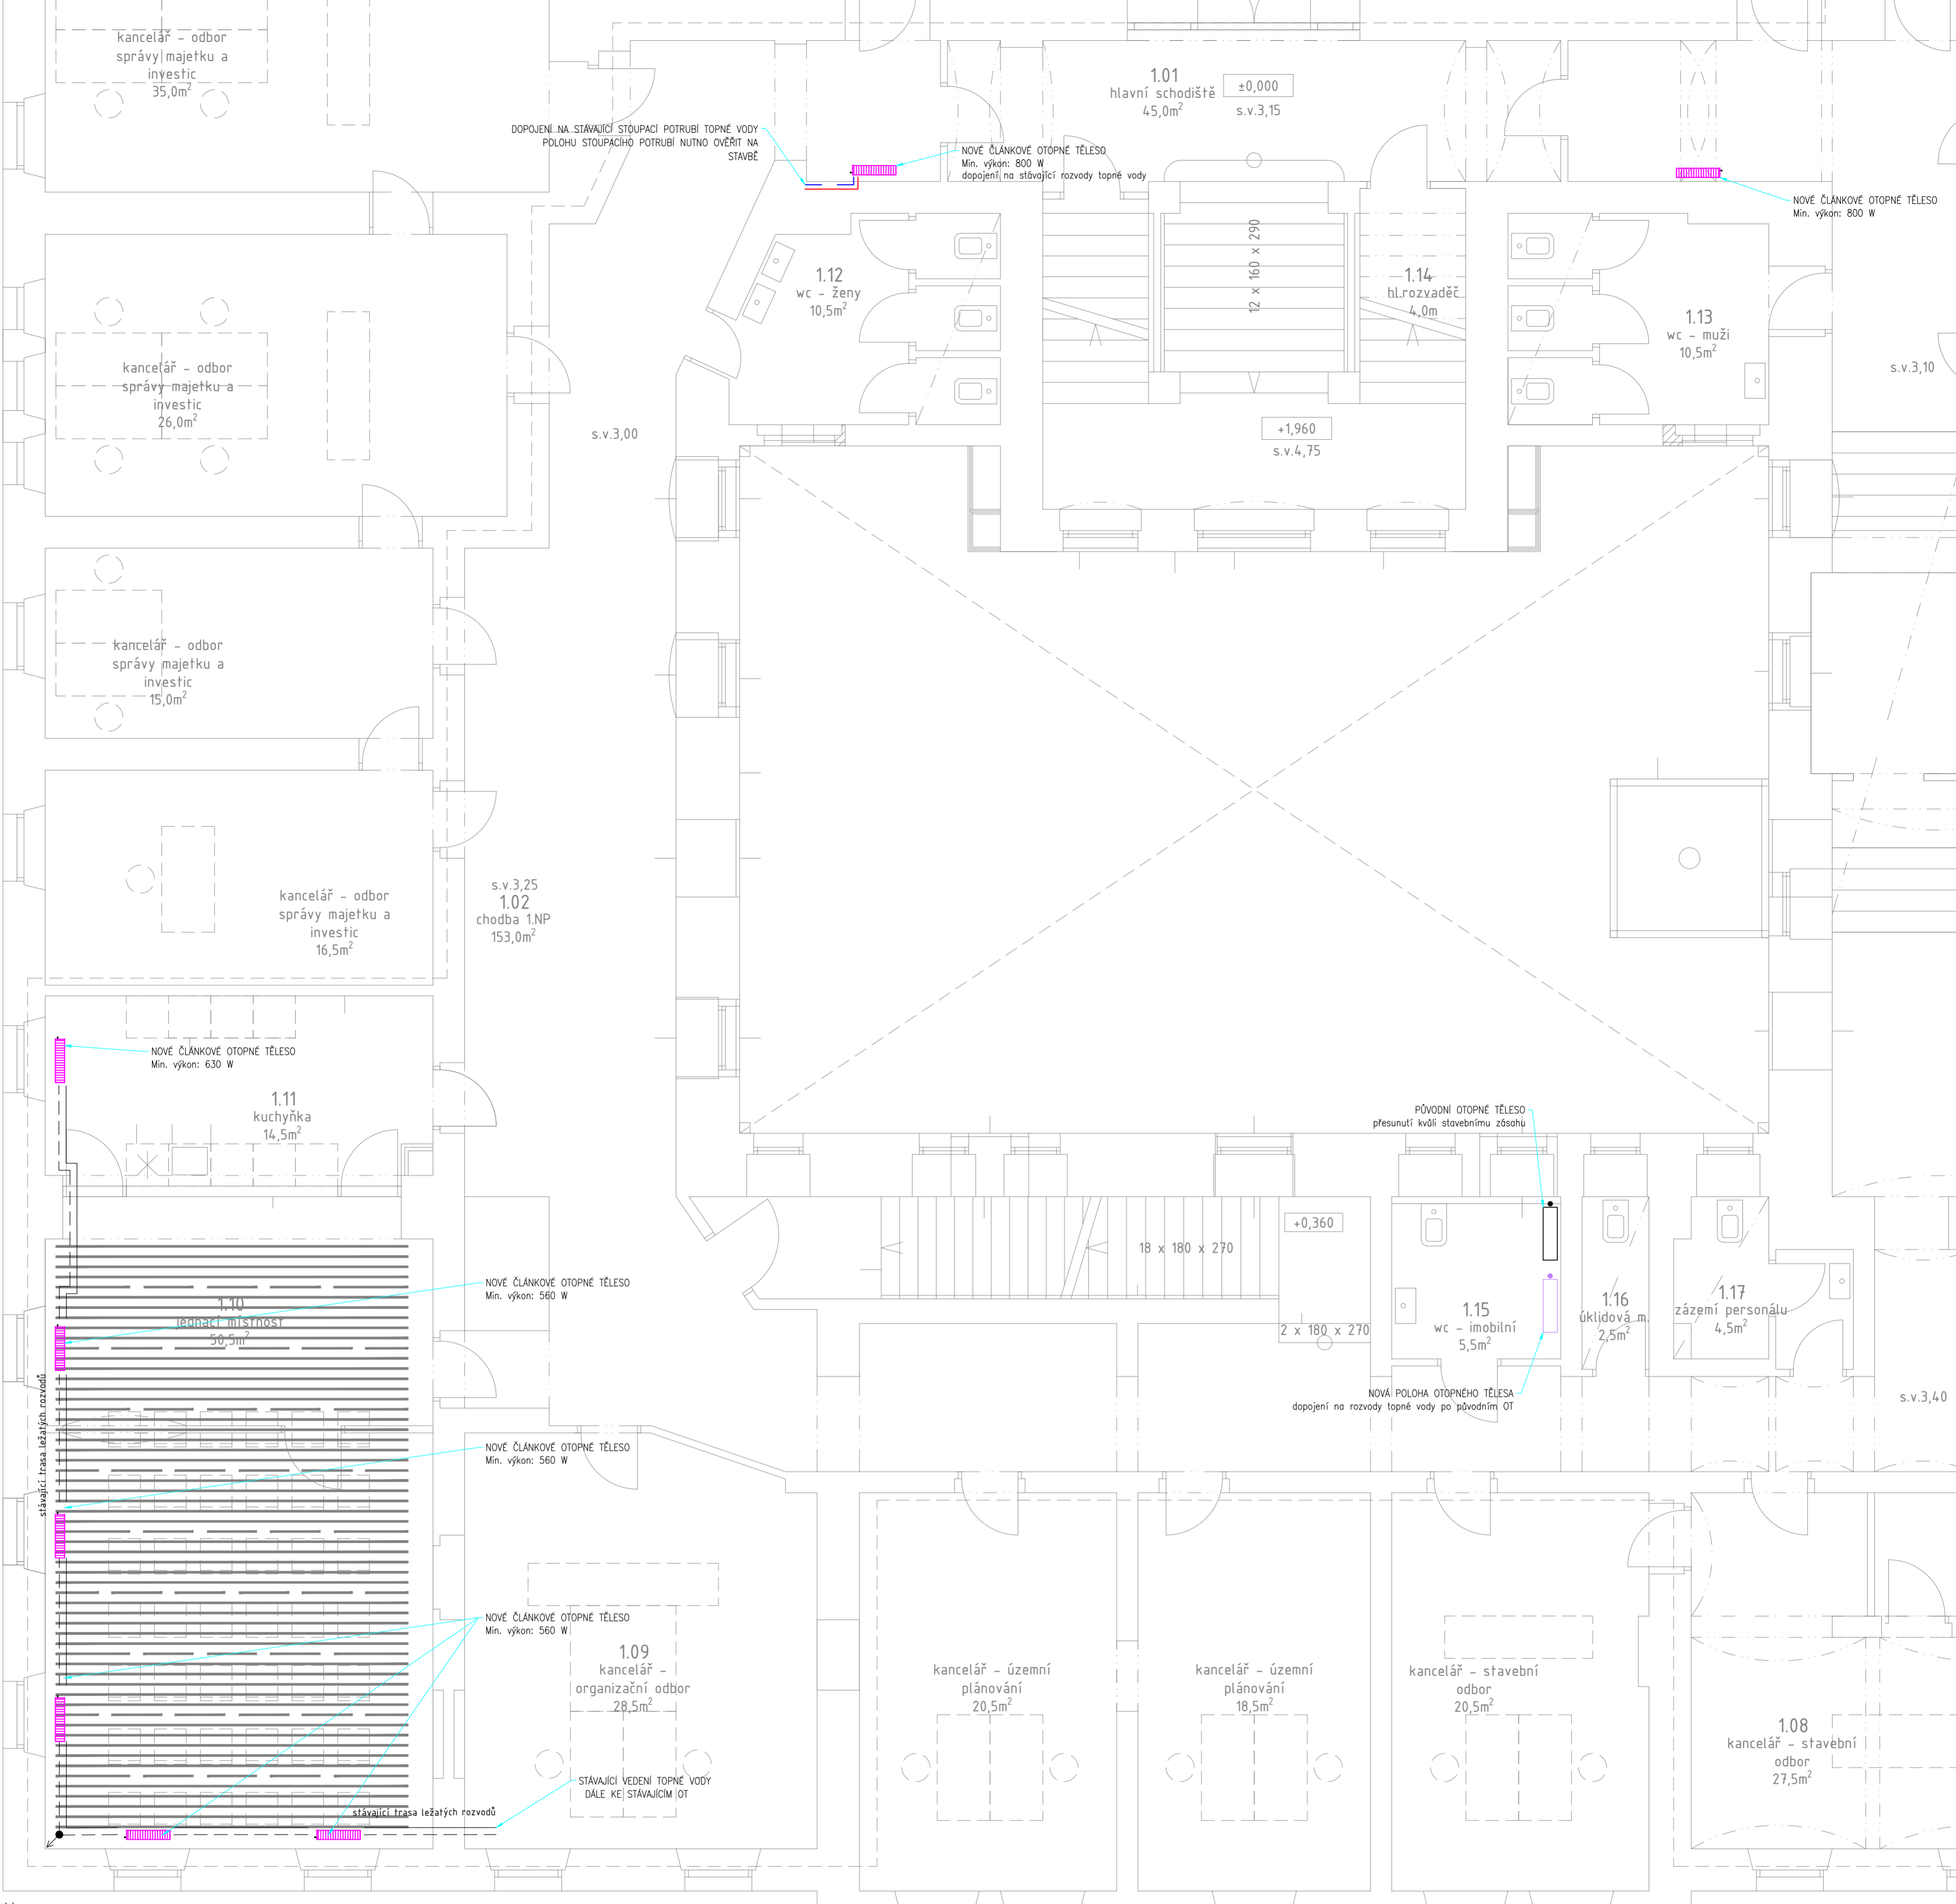 kancelář - odbor
správy majetku a
investic
35,0m²
DOPOJENÍ NA STÁVAJÍCÍ STOUPACÍ POTRUBÍ TOPNÉ VODY
POLOHU STOUPACÍHO POTRUBÍ NUTNO OVĚŘIT NA
STAVBĚ
NOVÉ ČLÁNKOVÉ OTOPNÉ TĚLESO
Min. výkon: 800 W
dopojení na stávající rozvody topné vody
1.01
hlavní schodiště
45,0m²
±0,000
s.v.3,15
NOVÉ ČLÁNKOVÉ OTOPNÉ TĚLESO
Min. výkon: 800 W
1.12
wc - ženy
10,5m²
12 x 160 x 290
1.14
hl.rozvaděč
4,0m
1.13
wc - muži
10,5m²
s.v.3,10
kancelář - odbor
správy majetku a
investic
26,0m²
s.v.3,00
+1,960
s.v.4,75
kancelář - odbor
správy majetku a
investic
15,0m²
kancelář - odbor
správy majetku a
investic
16,5m²
s.v.3,25
1.02
chodba 1.NP
153,0m²
NOVÉ ČLÁNKOVÉ OTOPNÉ TĚLESO
Min. výkon: 630 W
1.11
kuchyňka
14,5m²
PŮVODNÍ OTOPNÉ TĚLESO
přesunutí kvůli stavebnímu zásahu
+0,360
18 x 180 x 270
2 x 180 x 270
NOVÉ ČLÁNKOVÉ OTOPNÉ TĚLESO
Min. výkon: 560 W
1.10
jednací místnost
50,5m²
1.15
wc - imobilní
5,5m²
1.16
úklidová m.
2,5m²
1.17
zázemí personálu
4,5m²
NOVÁ POLOHA OTOPNÉHO TĚLESA
dopojení na rozvody topné vody po původním OT
s.v.3,40
stávající trasa ležatých rozvodů
NOVÉ ČLÁNKOVÉ OTOPNÉ TĚLESO
Min. výkon: 560 W
NOVÉ ČLÁNKOVÉ OTOPNÉ TĚLESO
Min. výkon: 560 W
1.09
kancelář -
organizační odbor
28,5m²
kancelář - územní
plánování
20,5m²
kancelář - územní
plánování
18,5m²
kancelář - stavební
odbor
20,5m²
1.08
kancelář - stavební
odbor
27,5m²
STÁVAJÍCÍ VEDENÍ TOPNÉ VODY
DÁLE KE STÁVAJÍCÍM OT
stávající trasa ležatých rozvodů